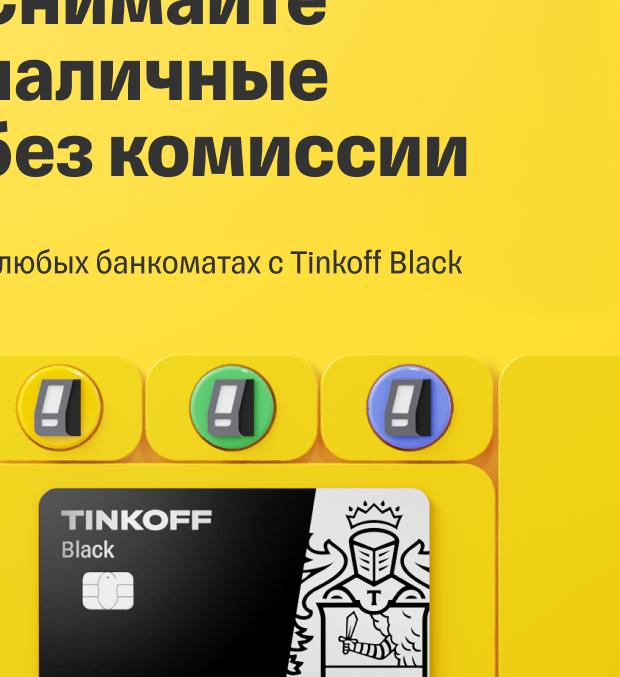 снимайте
наличные
без комиссии
любых банкоматах с Tinkoff Black
TINKOFF
Black
T